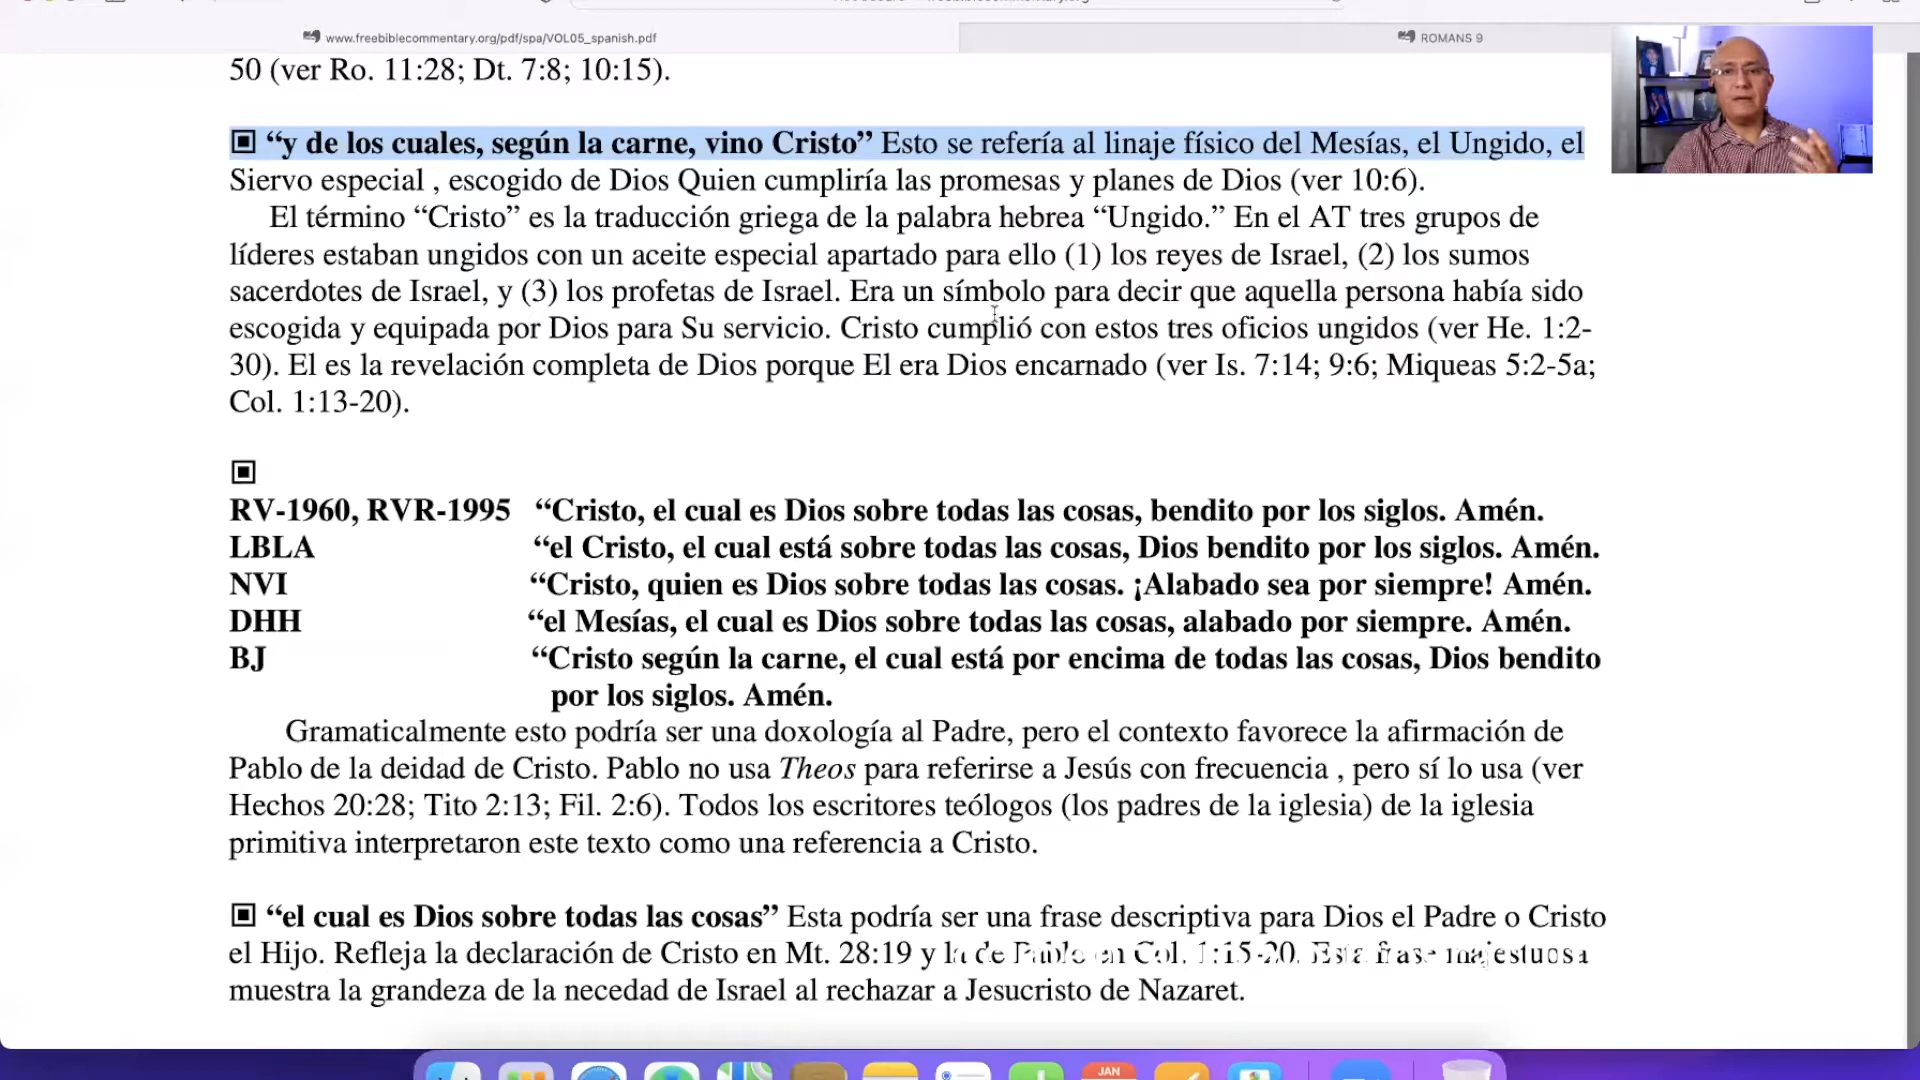 www.freebiblecommentary.org/pdf/spa/VOL05_spanish.pdf
ROMANS 9
50 (ver Ro. 11:28; Dt. 7:8; 10:15).
▣ “y de los cuales, según la carne, vino Cristo” Esto se refería al linaje físico del Mesías, el Ungido, el
Siervo especial , escogido de Dios Quien cumpliría las promesas y planes de Dios (ver 10:6).
El término “Cristo” es la traducción griega de la palabra hebrea “Ungido.” En el AT tres grupos de
líderes estaban ungidos con un aceite especial apartado para ello (1) los reyes de Israel, (2) los sumos
sacerdotes de Israel, y (3) los profetas de Israel. Era un símbolo para decir que aquella persona había sido
escogida y equipada por Dios para Su servicio. Cristo cumplió con estos tres oficios ungidos (ver He. 1:2-
30). El es la revelación completa de Dios porque El era Dios encarnado (ver Is. 7:14; 9:6; Miqueas 5:2-5a;
Col. 1:13-20).
▣
RV-1960, RVR-1995 “Cristo, el cual es Dios sobre todas las cosas, bendito por los siglos. Amén.
LBLA “el Cristo, el cual está sobre todas las cosas, Dios bendito por los siglos. Amén.
NVI “Cristo, quien es Dios sobre todas las cosas. ¡Alabado sea por siempre! Amén.
DHH “el Mesías, el cual es Dios sobre todas las cosas, alabado por siempre. Amén.
BJ “Cristo según la carne, el cual está por encima de todas las cosas, Dios bendito
por los siglos. Amén.
Gramaticalmente esto podría ser una doxología al Padre, pero el contexto favorece la afirmación de
Pablo de la deidad de Cristo. Pablo no usa Theos para referirse a Jesús con frecuencia , pero sí lo usa (ver
Hechos 20:28; Tito 2:13; Fil. 2:6). Todos los escritores teólogos (los padres de la iglesia) de la iglesia
primitiva interpretaron este texto como una referencia a Cristo.
▣ “el cual es Dios sobre todas las cosas” Esta podría ser una frase descriptiva para Dios el Padre o Cristo
el Hijo. Refleja la declaración de Cristo en Mt. 28:19 y la de Pablo en Col. 1:15-20. Esta frase majestuosa
muestra la grandeza de la necedad de Israel al rechazar a Jesucristo de Nazaret.
JAN